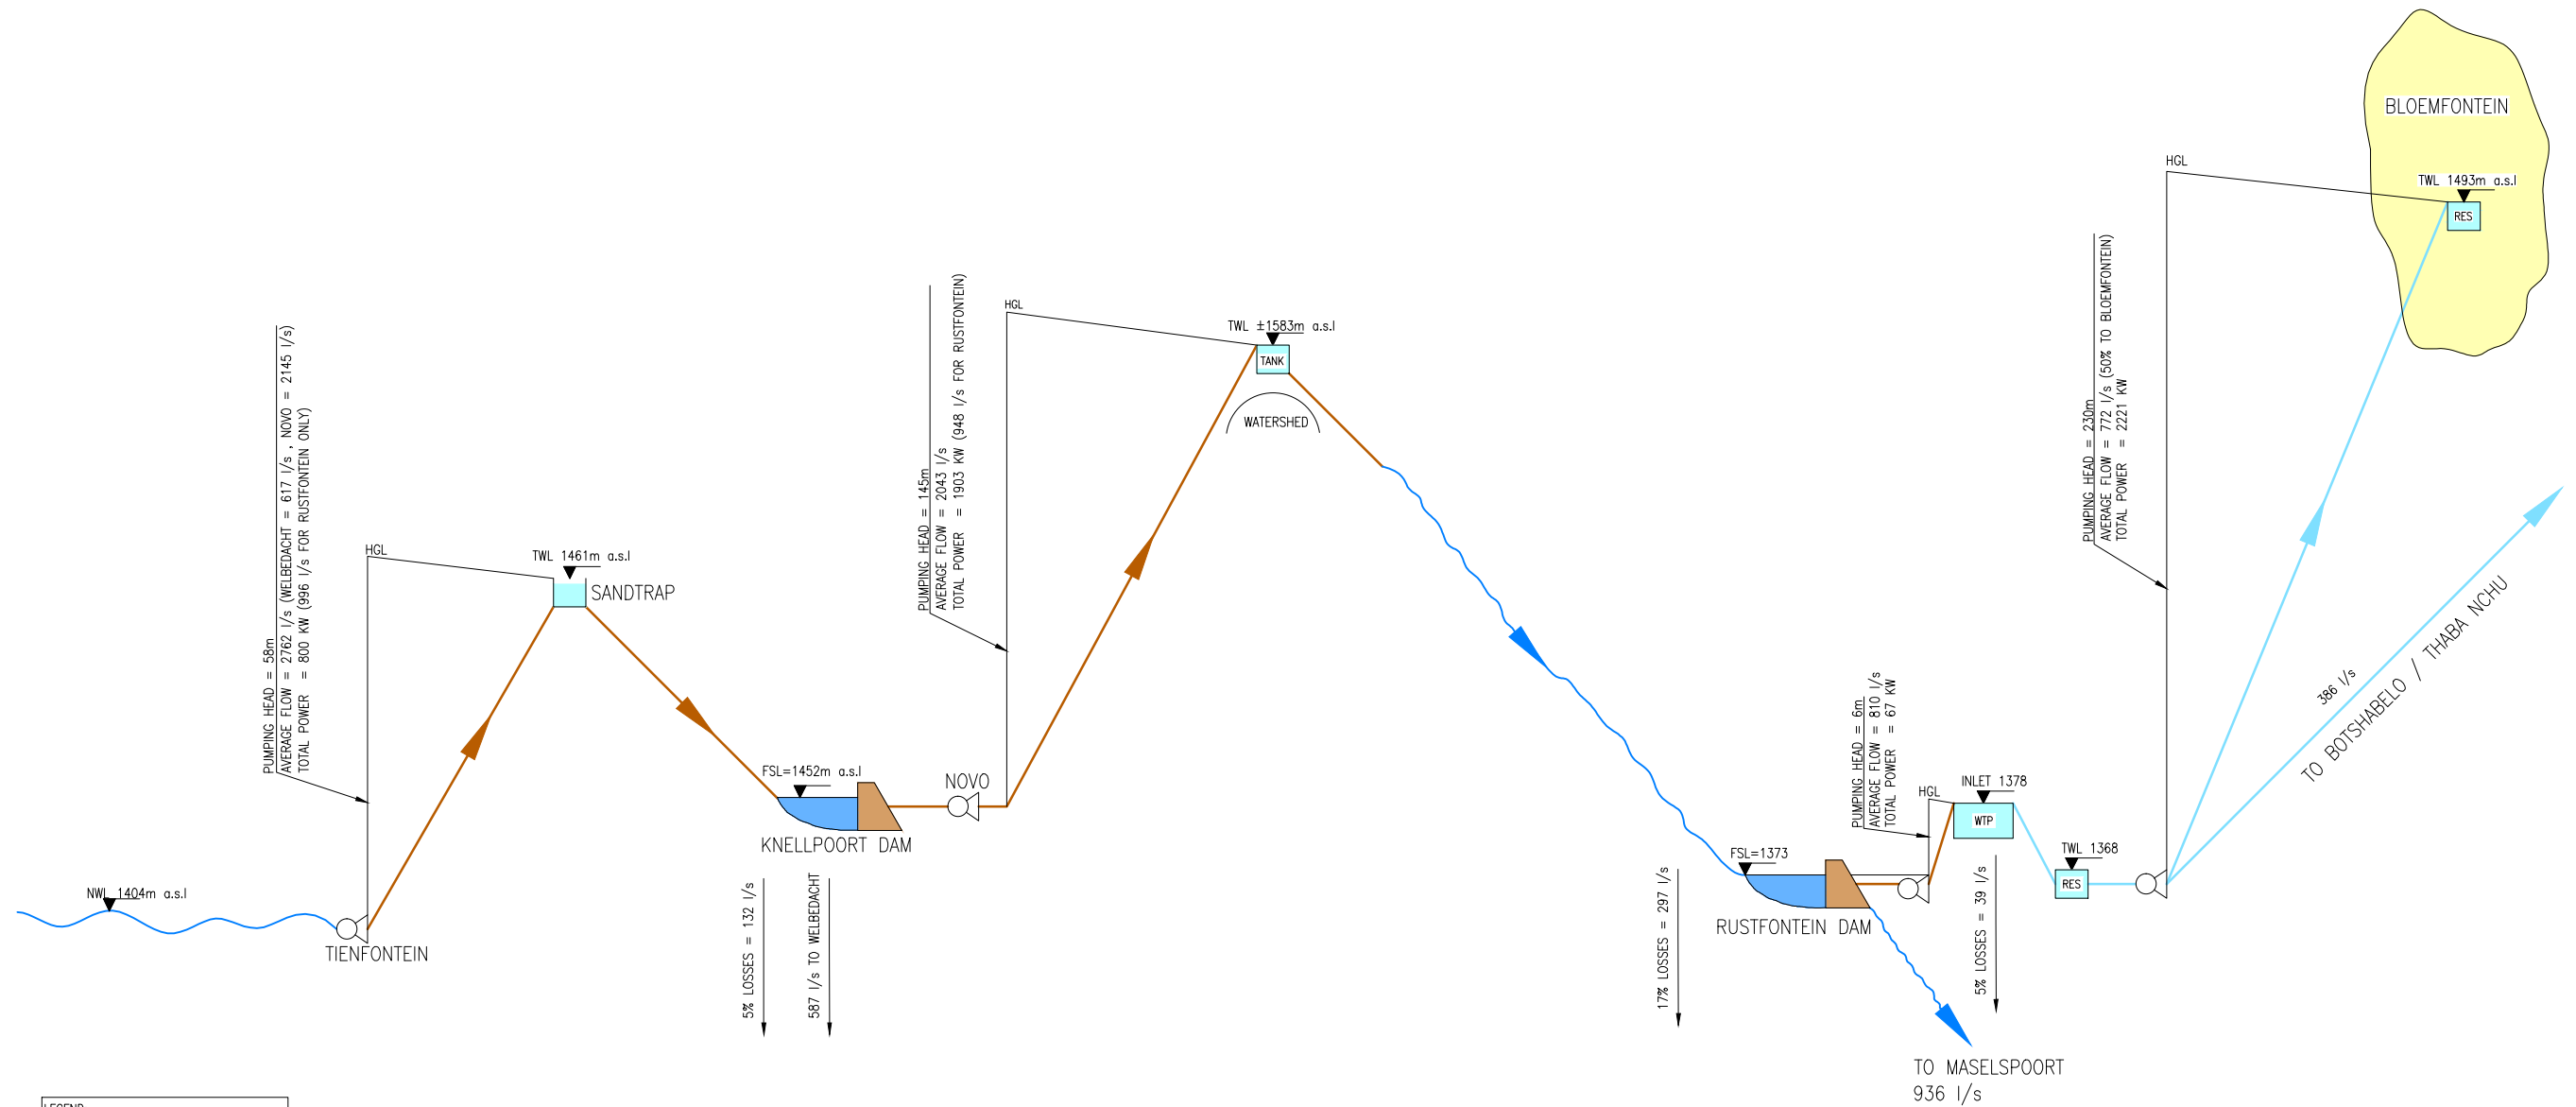 BLOEMFONTEIN
HGL
TWL 1493m a.s.l
RES
PUMPING HEAD = 58m
AVERAGE FLOW = 2762 l/s (WELBEDACHT = 617 l/s , NOVO = 2145 l/s)
TOTAL POWER = 800 KW (996 l/s FOR RUSTFONTEIN ONLY)
HGL
TWL 1461m a.s.l
SANDTRAP
NWL 1404m a.s.l
TIENFONTEIN
FSL=1452m a.s.l
KNELLPOORT DAM
5% LOSSES = 132 l/s
587 l/s TO WELBEDACHT
NOVO
PUMPING HEAD = 145m
AVERAGE FLOW = 2043 l/s
TOTAL POWER = 1903 KW (948 l/s FOR RUSTFONTEIN)
HGL
TWL ±1583m a.s.l
TANK
WATERSHED
FSL=1373
RUSTFONTEIN DAM
17% LOSSES = 297 l/s
PUMPING HEAD = 6m
AVERAGE FLOW = 810 l/s
TOTAL POWER = 67 KW
HGL
INLET 1378
WTP
5% LOSSES = 39 l/s
TWL 1368
RES
PUMPING HEAD = 230m
AVERAGE FLOW = 772 l/s (50% TO BLOEMFONTEIN)
TOTAL POWER = 2221 KW
386 l/s
TO BOTSHABELO / THABA NCHU
TO MASELSPOORT
936 l/s
LEGEND